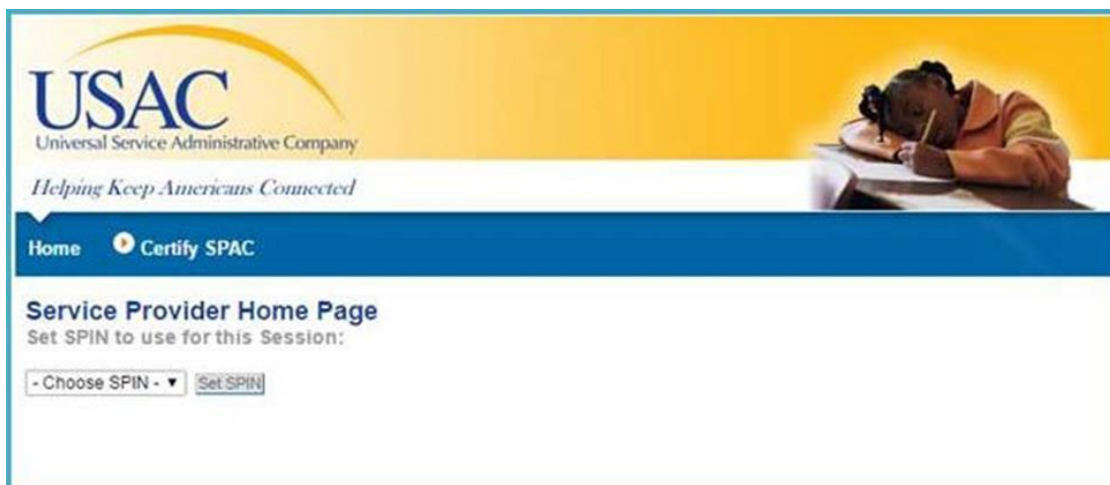 USAC
Universal Service Administrative Company
Helping Keep Americans Connected
Home Certify SPAC
Service Provider Home Page
Set SPIN to use for this Session:
- Choose SPIN - ▼ Set SPIN